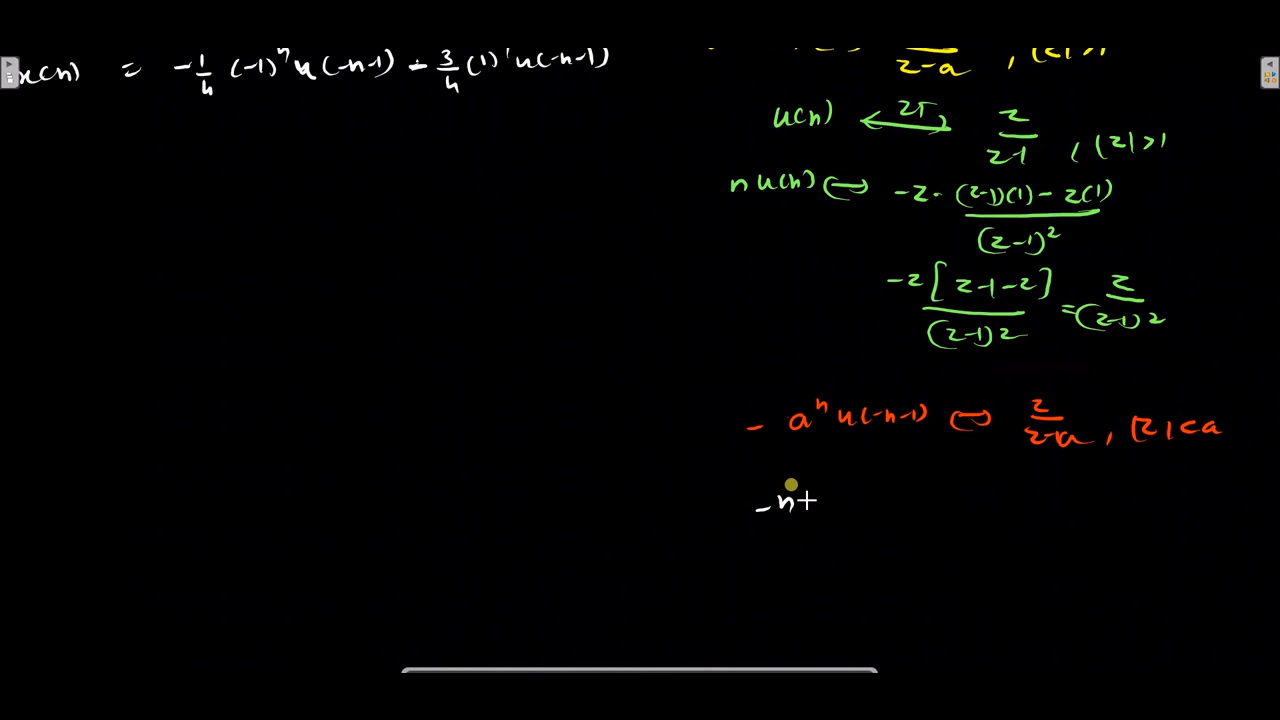 x(n) = -1/4 (-1)^n u(-n-1) - 3/4 (1)^n u(-n-1)
z-a , |z|>
u(n) ⟷ ZT z/z-1 , |z|>1
n u(n) ⟷ -z · (z-1)(1) - z(1) / (z-1)^2
-z [z-1-z] / (z-1)^2 = z / (z-1)^2
- a^n u(-n-1) ⟷ z/z-a , |z|<a
-n+